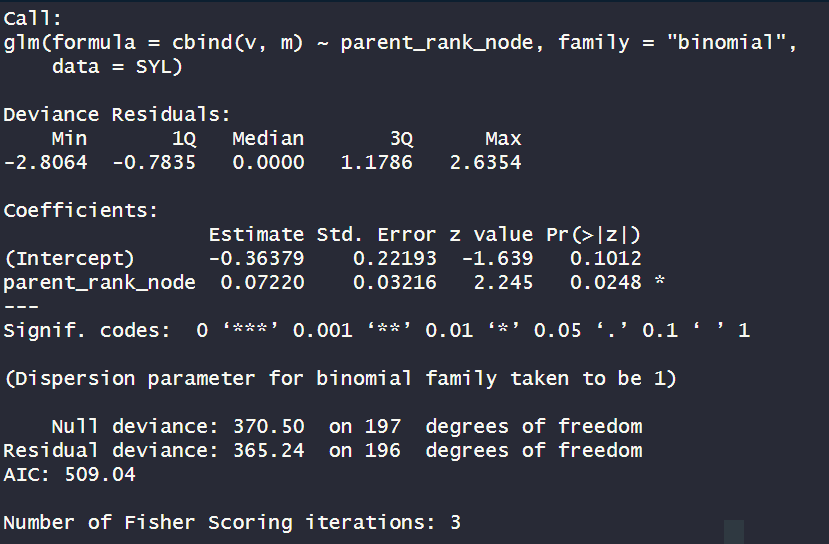 Call:
glm(formula = cbind(v, m) ~ parent_rank_node, family = "binomial",
    data = SYL)

Deviance Residuals:
    Min       1Q   Median       3Q      Max
-2.8064  -0.7835   0.0000   1.1786   2.6354

Coefficients:
                 Estimate Std. Error z value Pr(>|z|)
(Intercept)      -0.36379    0.22193  -1.639   0.1012
parent_rank_node  0.07220    0.03216   2.245   0.0248 *
---
Signif. codes:  0 ‘***’ 0.001 ‘**’ 0.01 ‘*’ 0.05 ‘.’ 0.1 ‘ ’ 1

(Dispersion parameter for binomial family taken to be 1)

    Null deviance: 370.50  on 197  degrees of freedom
Residual deviance: 365.24  on 196  degrees of freedom
AIC: 509.04

Number of Fisher Scoring iterations: 3